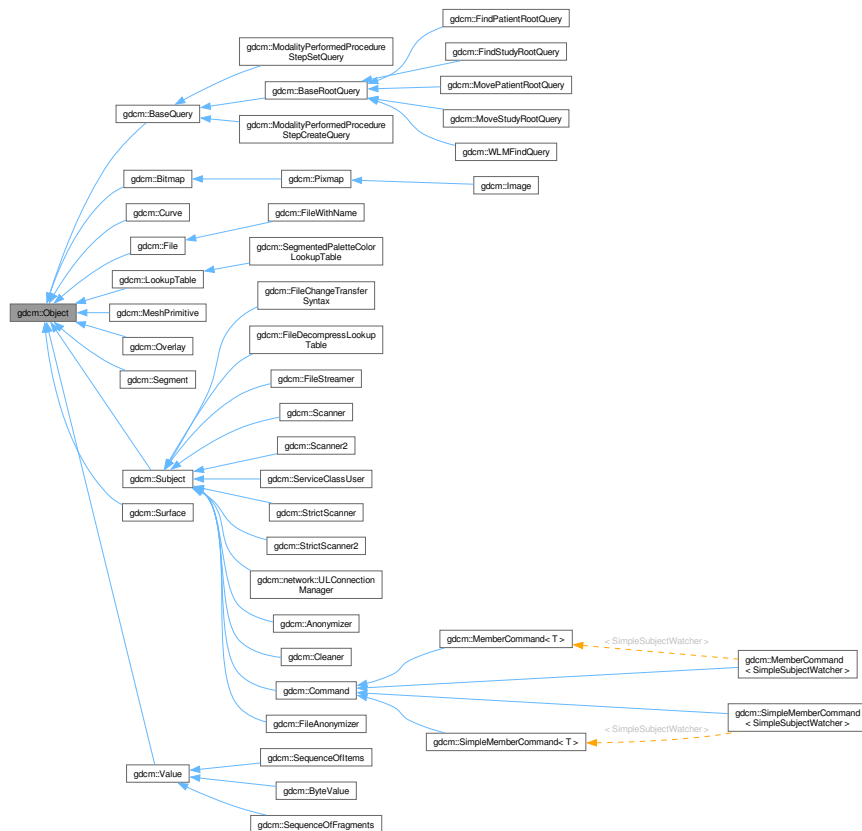 gdcm::FindPatientRootQuery
gdcm::ModalityPerformedProcedure
StepSetQuery
gdcm::FindStudyRootQuery
gdcm::BaseRootQuery
gdcm::MovePatientRootQuery
gdcm::BaseQuery
gdcm::MoveStudyRootQuery
gdcm::ModalityPerformedProcedure
StepCreateQuery
gdcm::WLMFindQuery
gdcm::Bitmap
gdcm::Pixmap
gdcm::Image
gdcm::Curve
gdcm::FileWithName
gdcm::File
gdcm::SegmentedPaletteColor
LookupTable
gdcm::LookupTable
gdcm::FileChangeTransfer
Syntax
gdcm::Object
gdcm::MeshPrimitive
gdcm::FileDecompressLookup
Table
gdcm::Overlay
gdcm::Segment
gdcm::FileStreamer
gdcm::Scanner
gdcm::Scanner2
gdcm::Subject
gdcm::ServiceClassUser
gdcm::Surface
gdcm::StrictScanner
gdcm::StrictScanner2
gdcm::network::ULConnection
Manager
gdcm::Anonymizer
gdcm::MemberCommand< T >
< SimpleSubjectWatcher >
gdcm::Cleaner
gdcm::MemberCommand
< SimpleSubjectWatcher >
gdcm::Command
gdcm::SimpleMemberCommand
< SimpleSubjectWatcher >
gdcm::FileAnonymizer
< SimpleSubjectWatcher >
gdcm::SimpleMemberCommand< T >
gdcm::SequenceOfItems
gdcm::Value
gdcm::ByteValue
gdcm::SequenceOfFragments